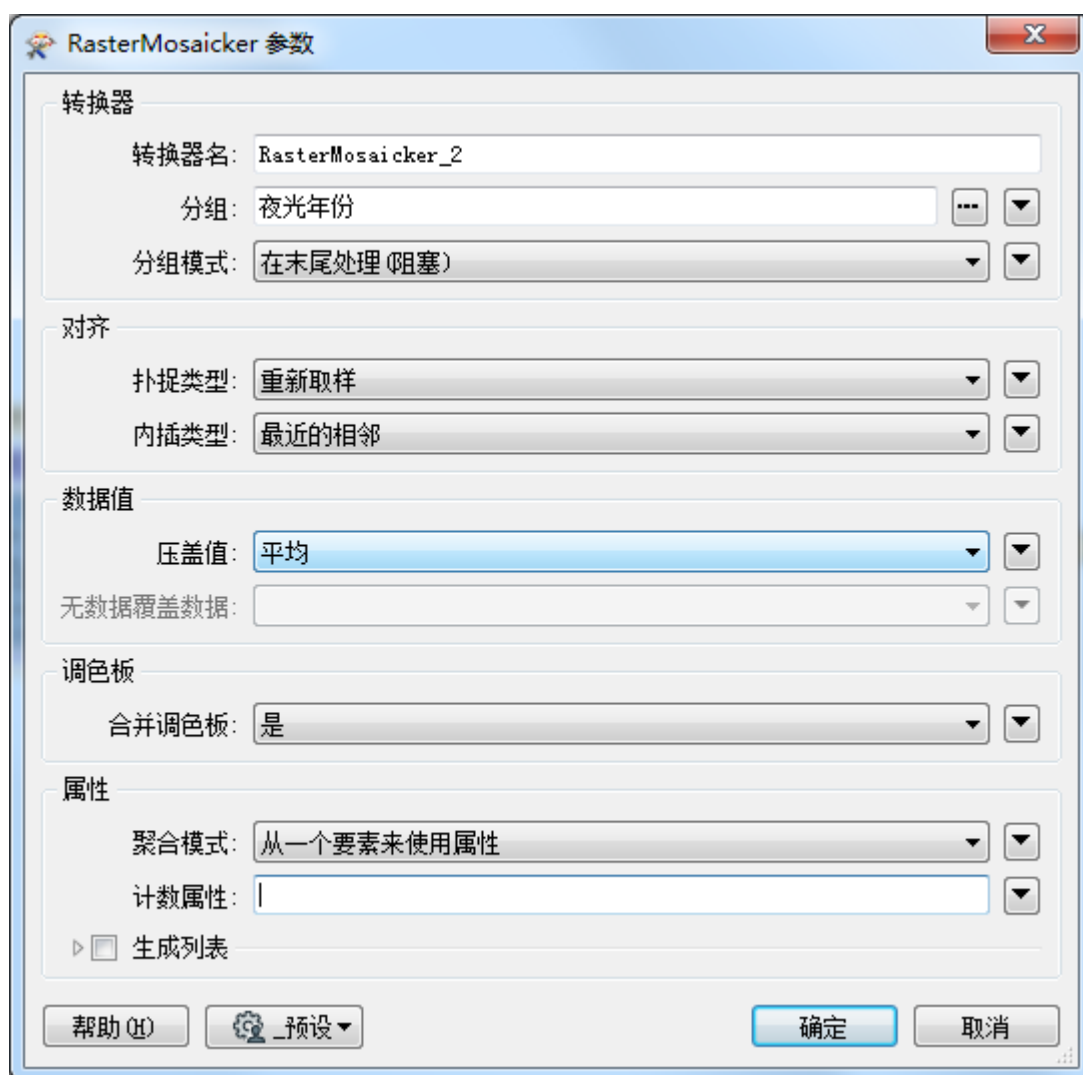 RasterMosaicker 参数
转换器
转换器名: RasterMosaicker_2
分组: 夜光年份 ...
分组模式: 在末尾处理(阻塞)
对齐
扑捉类型: 重新取样
内插类型: 最近的相邻
数据值
压盖值: 平均
无数据覆盖数据:
调色板
合并调色板: 是
属性
聚合模式: 从一个要素来使用属性
计数属性:
生成列表
帮助(H) _预设 确定 取消